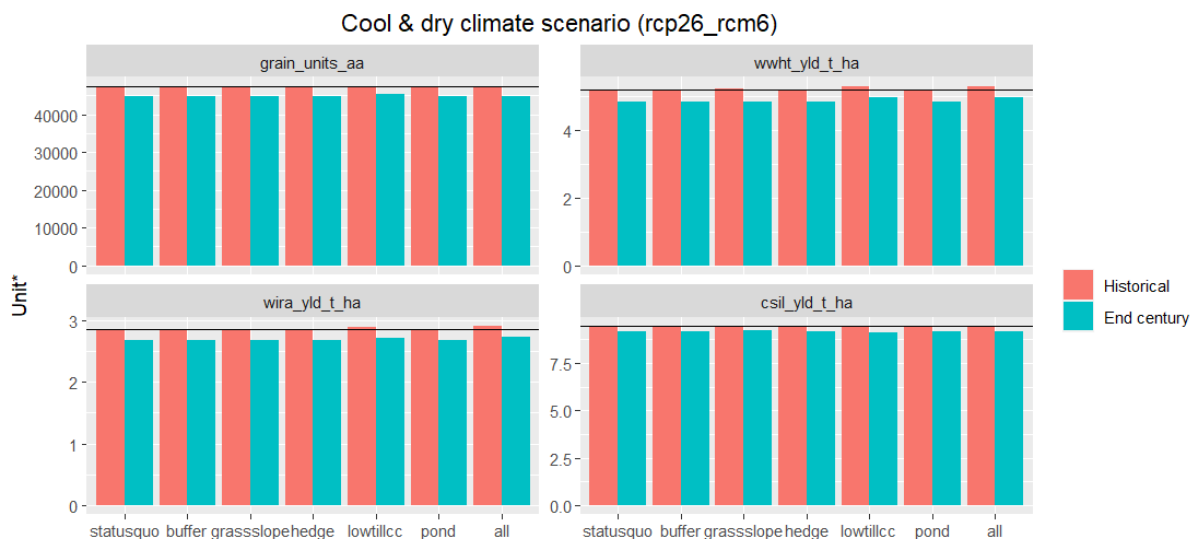 Cool & dry climate scenario (rcp26_rcm6)
grain_units_aa
wwht_yld_t_ha
40000
30000
20000
10000
0
4
2
0
Unit*
wira_yld_t_ha
csil_yld_t_ha
3
2
1
0
7.5
5.0
2.5
0.0
statusquo buffer grassslope hedge lowtillcc pond all
statusquo buffer grassslope hedge lowtillcc pond all
Historical
End century